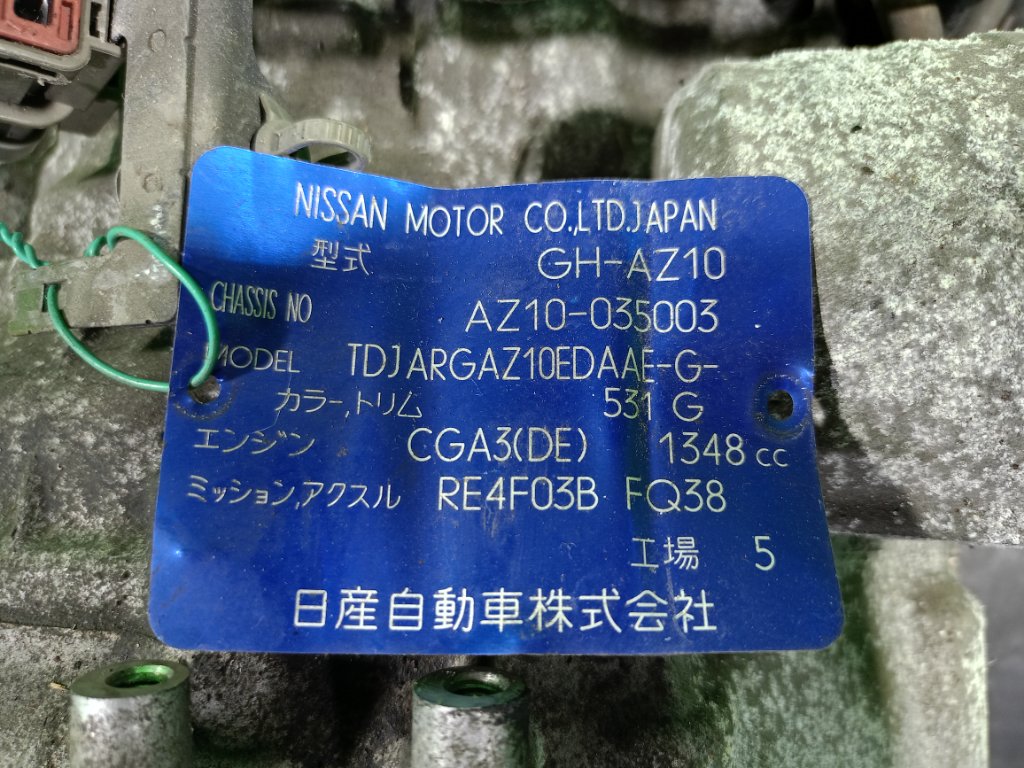 NISSAN MOTOR CO.,LTD.JAPAN
型式 GH-AZ10
CHASSIS NO AZ10-035003
MODEL TDJARGAZ10EDAAE-G-
カラー,トリム 531 G
エンジン CGA3(DE) 1348 cc
ミッション,アクスル RE4F03B FQ38
工場 5
日産自動車株式会社